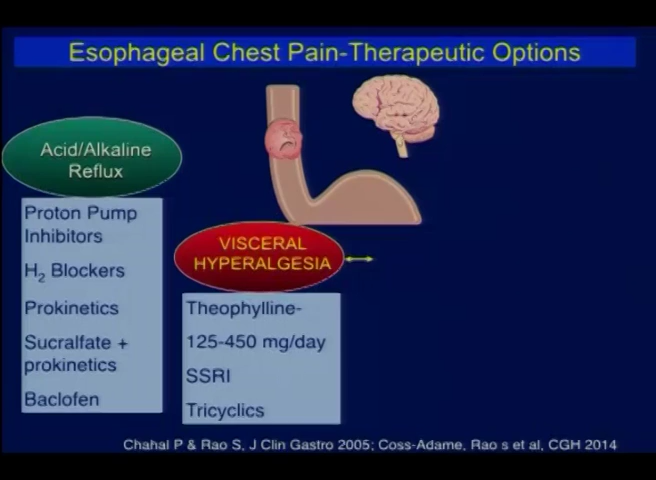 Esophageal Chest Pain-Therapeutic Options
Acid/Alkaline
Reflux
Proton Pump
Inhibitors
H₂ Blockers
Prokinetics
Sucralfate +
prokinetics
Baclofen
VISCERAL
HYPERALGESIA
Theophylline-
125-450 mg/day
SSRI
Tricyclics
Chahal P & Rao S, J Clin Gastro 2005; Coss-Adame, Rao s et al, CGH 2014